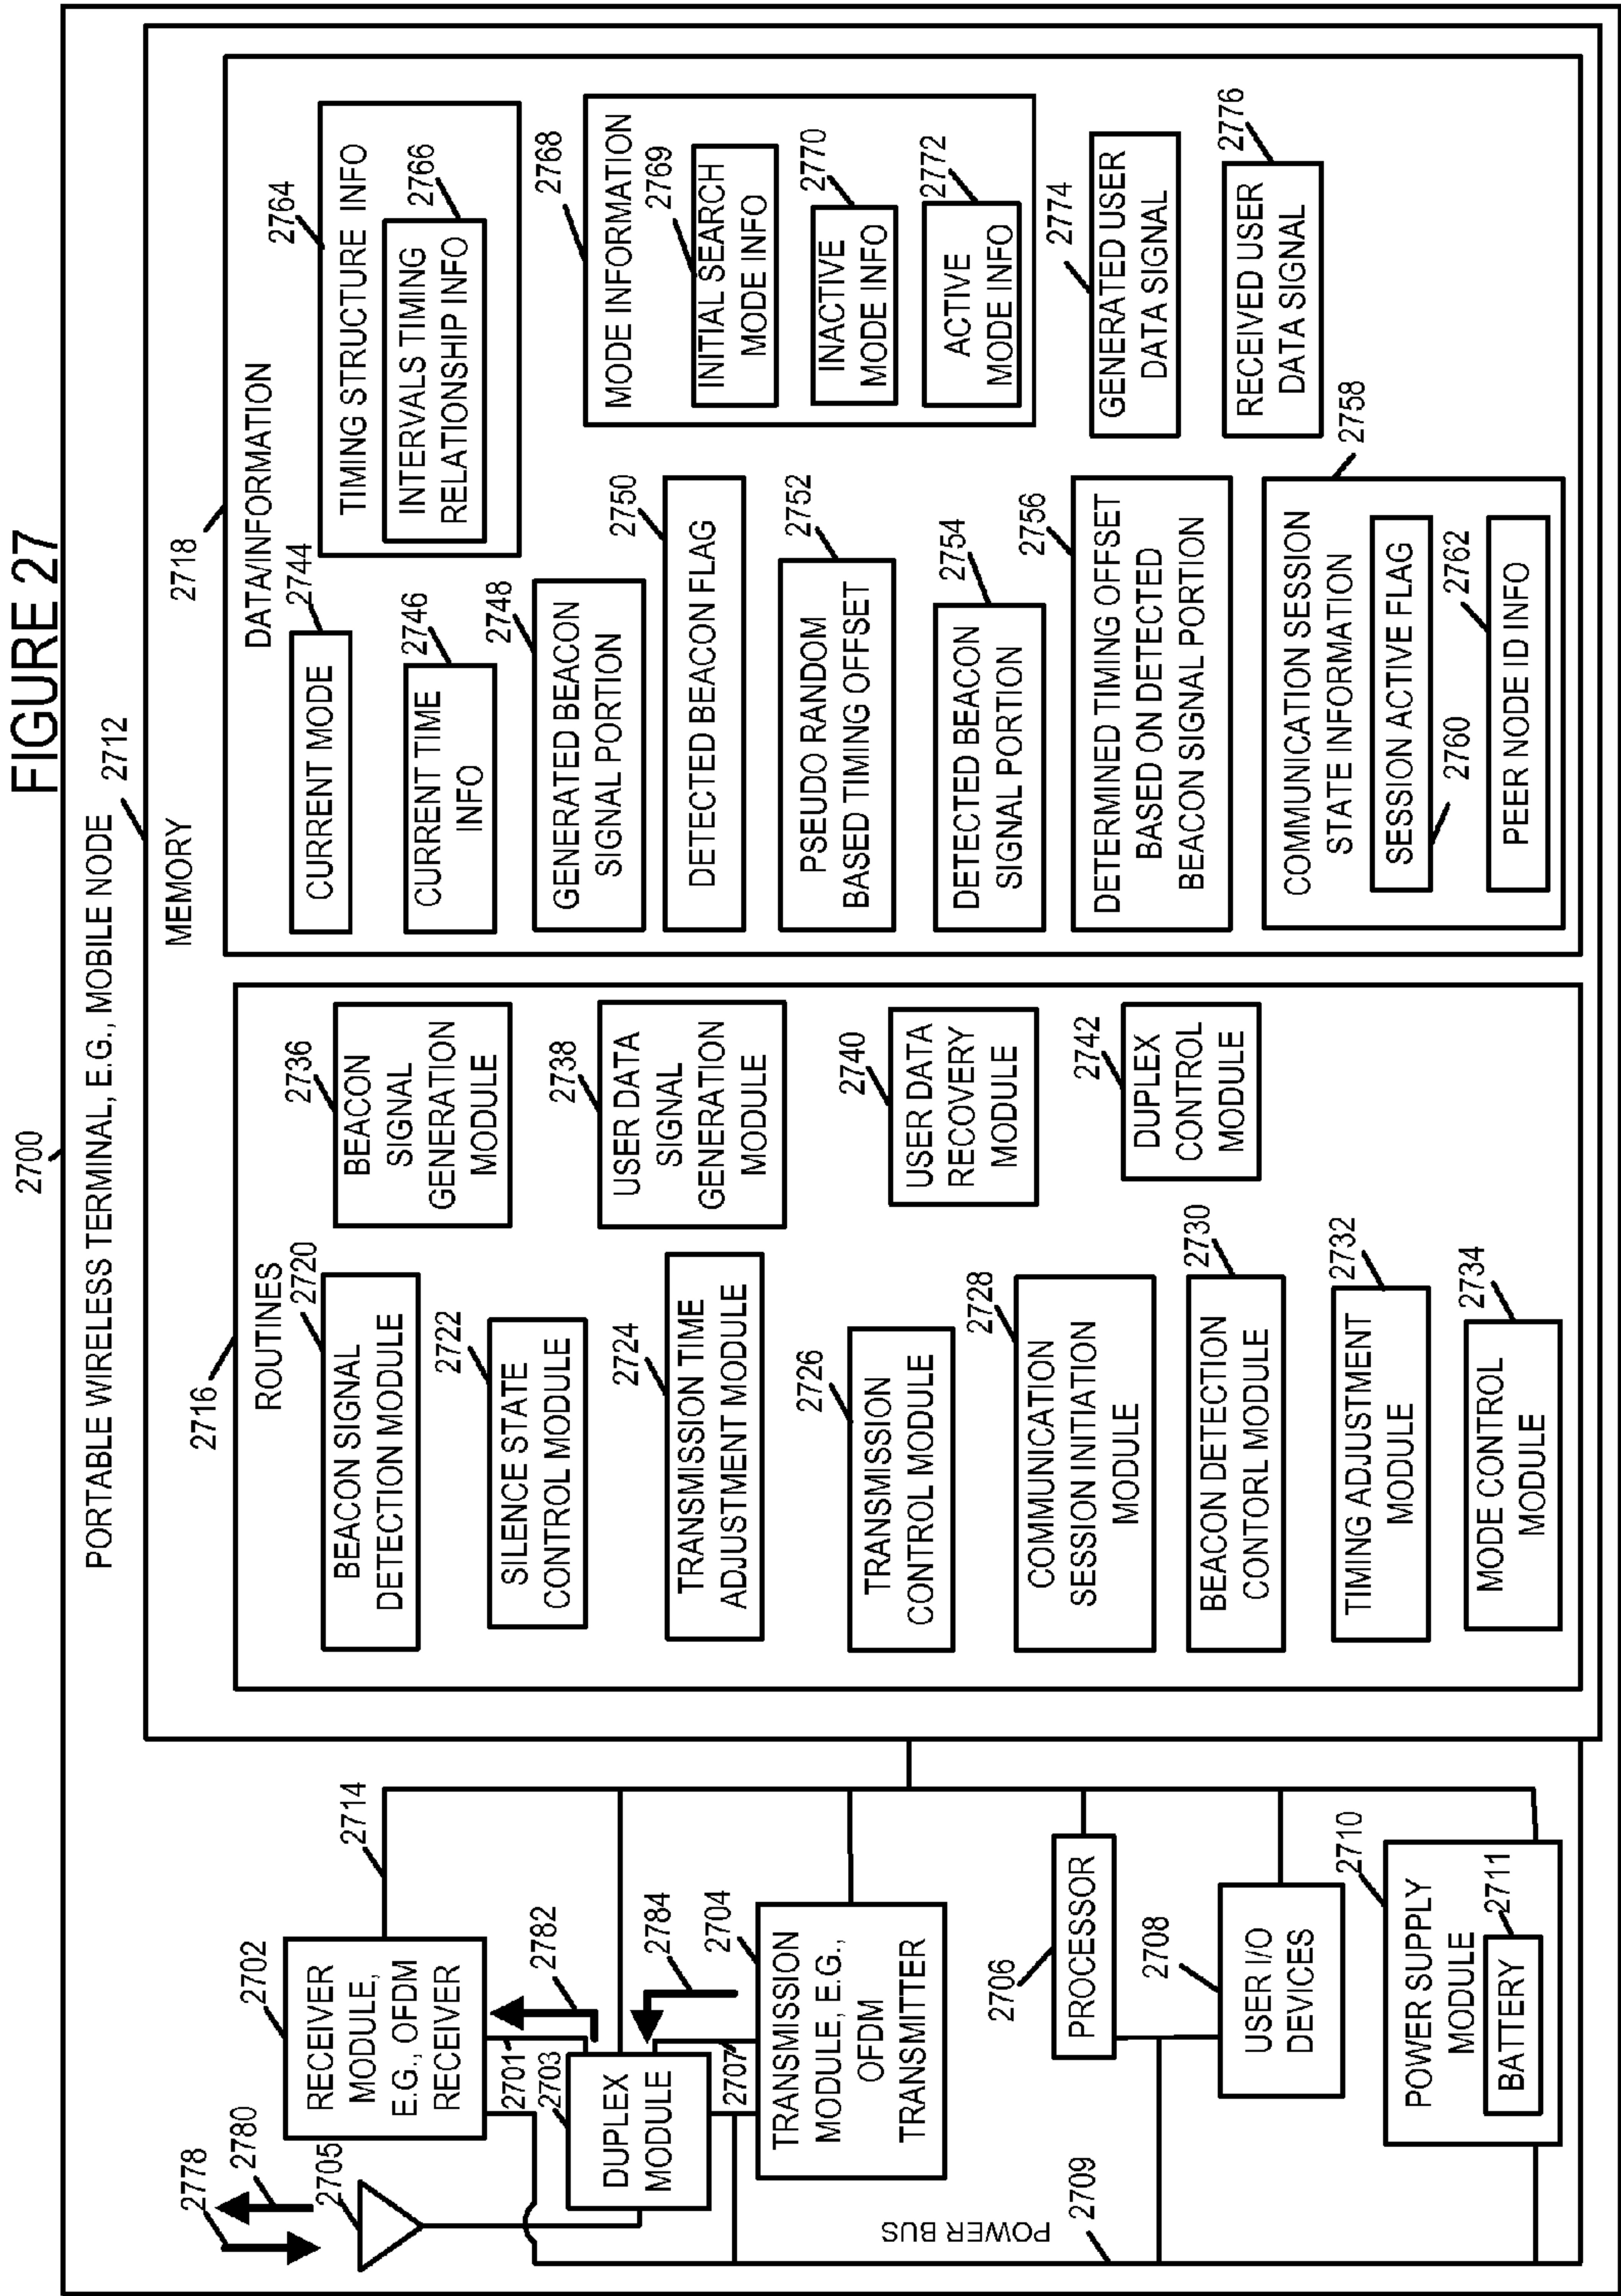 FIGURE 27
2700
PORTABLE WIRELESS TERMINAL, E.G., MOBILE NODE
2712
MEMORY
2778
2780
2705
2702
RECEIVER
MODULE,
E.G., OFDM
RECEIVER
2714
2701
2782
2703
DUPLEX
MODULE
2707
2784
2704
TRANSMISSION
MODULE, E.G.,
OFDM
TRANSMITTER
POWER BUS
2709
2706
PROCESSOR
2708
USER I/O
DEVICES
2710
POWER SUPPLY
MODULE
2711
BATTERY
2716
ROUTINES
2720
BEACON SIGNAL
DETECTION MODULE
2722
SILENCE STATE
CONTROL MODULE
2724
TRANSMISSION TIME
ADJUSTMENT MODULE
2726
TRANSMISSION
CONTROL MODULE
2728
COMMUNICATION
SESSION INITIATION
MODULE
2730
BEACON DETECTION
CONTORL MODULE
2732
TIMING ADJUSTMENT
MODULE
2734
MODE CONTROL
MODULE
2736
BEACON
SIGNAL
GENERATION
MODULE
2738
USER DATA
SIGNAL
GENERATION
MODULE
2740
USER DATA
RECOVERY
MODULE
2742
DUPLEX
CONTROL
MODULE
2718
DATA/INFORMATION
2744
CURRENT MODE
2746
CURRENT TIME
INFO
2748
GENERATED BEACON
SIGNAL PORTION
2750
DETECTED BEACON FLAG
2752
PSEUDO RANDOM
BASED TIMING OFFSET
2754
DETECTED BEACON
SIGNAL PORTION
2756
DETERMINED TIMING OFFSET
BASED ON DETECTED
BEACON SIGNAL PORTION
2758
COMMUNICATION SESSION
STATE INFORMATION
SESSION ACTIVE FLAG
2760
2762
PEER NODE ID INFO
2764
TIMING STRUCTURE INFO
2766
INTERVALS TIMING
RELATIONSHIP INFO
2768
MODE INFORMATION
2769
INITIAL SEARCH
MODE INFO
2770
INACTIVE
MODE INFO
2772
ACTIVE
MODE INFO
2774
GENERATED USER
DATA SIGNAL
2776
RECEIVED USER
DATA SIGNAL